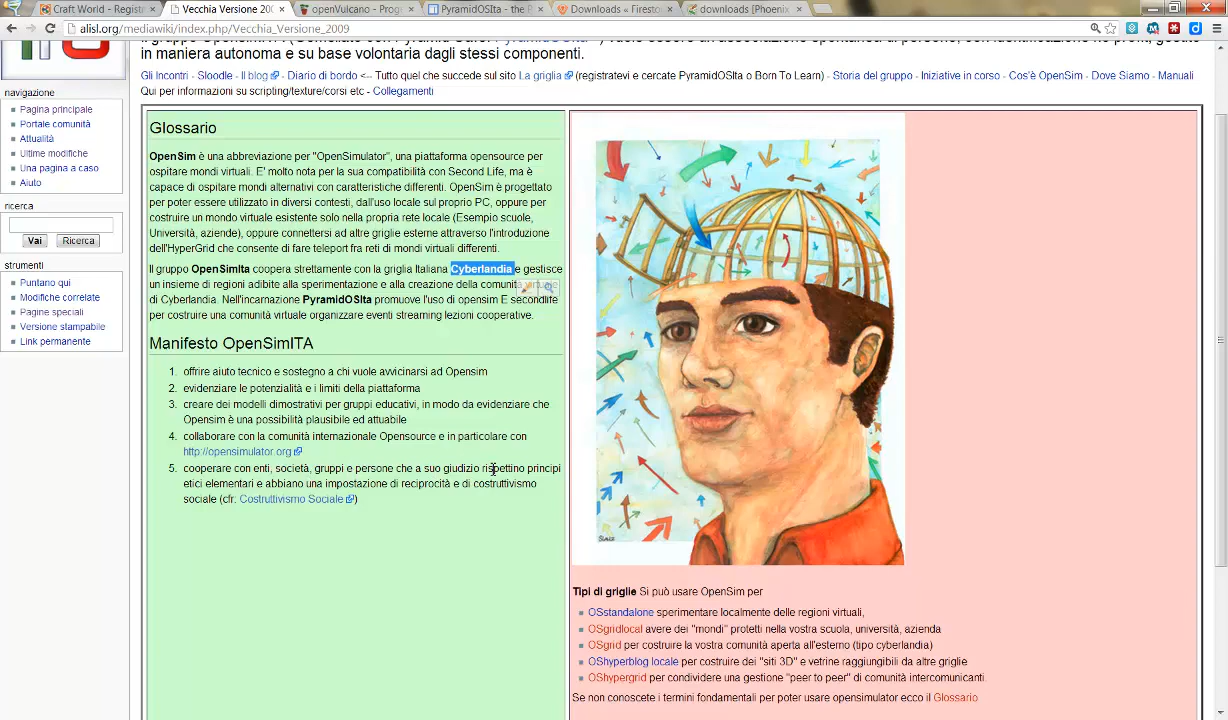 Craft World - Registra
Vecchia Versione 200
openVulcano - Progr
PyramidOSIta - the P
Downloads « Firestor
downloads [Phoenix
alisl.org/mediawiki/index.php/Vecchia_Versione_2009
in maniera autonoma e su base volontaria dagli stessi componenti.
Gli Incontri - Sloodle - Il blog - Diario di bordo <-- Tutto quel che succede sul sito La griglia (registratevi e cercate PyramidOSIta o Born To Learn) - Storia del gruppo - Iniziative in corso - Cos'è OpenSim - Dove Siamo - Manuali
Qui per informazioni su scripting/texture/corsi etc - Collegamenti
navigazione
Pagina principale
Portale comunità
Attualità
Ultime modifiche
Una pagina a caso
Aiuto
ricerca
Vai Ricerca
strumenti
Puntano qui
Modifiche correlate
Pagine speciali
Versione stampabile
Link permanente
Glossario
OpenSim è una abbreviazione per "OpenSimulator", una piattaforma opensource per
ospitare mondi virtuali. E' molto nota per la sua compatibilità con Second Life, ma è
capace di ospitare mondi alternativi con caratteristiche differenti. OpenSim è progettato
per poter essere utilizzato in diversi contesti, dall'uso locale sul proprio PC, oppure per
costruire un mondo virtuale esistente solo nella propria rete locale (Esempio scuole,
Università, aziende), oppure connettersi ad altre griglie esterne attraverso l'introduzione
dell'HyperGrid che consente di fare teleport fra reti di mondi virtuali differenti.
Il gruppo OpenSimIta coopera strettamente con la griglia Italiana Cyberlandia e gestisce
un insieme di regioni adibite alla sperimentazione e alla creazione della comunità virtuale
di Cyberlandia. Nell'incarnazione PyramidOSIta promuove l'uso di opensim E secondlife
per costruire una comunità virtuale organizzare eventi streaming lezioni cooperative.
Manifesto OpenSimITA
1. offrire aiuto tecnico e sostegno a chi vuole avvicinarsi ad Opensim
2. evidenziare le potenzialità e i limiti della piattaforma
3. creare dei modelli dimostrativi per gruppi educativi, in modo da evidenziare che
Opensim è una possibilità plausibile ed attuabile
4. collaborare con la comunità internazionale Opensource e in particolare con
http://opensimulator.org
5. cooperare con enti, società, gruppi e persone che a suo giudizio rispettino principi
etici elementari e abbiano una impostazione di reciprocità e di costruttivismo
sociale (cfr: Costruttivismo Sociale)
Tipi di griglie Si può usare OpenSim per
OSstandalone sperimentare localmente delle regioni virtuali,
OSgridlocal avere dei "mondi" protetti nella vostra scuola, università, azienda
OSgrid per costruire la vostra comunità aperta all'esterno (tipo cyberlandia)
OShyperblog locale per costruire dei "siti 3D" e vetrine raggiungibili da altre griglie
OShypergrid per condividere una gestione "peer to peer" di comunità intercomunicanti.
Se non conoscete i termini fondamentali per poter usare opensimulator ecco il Glossario